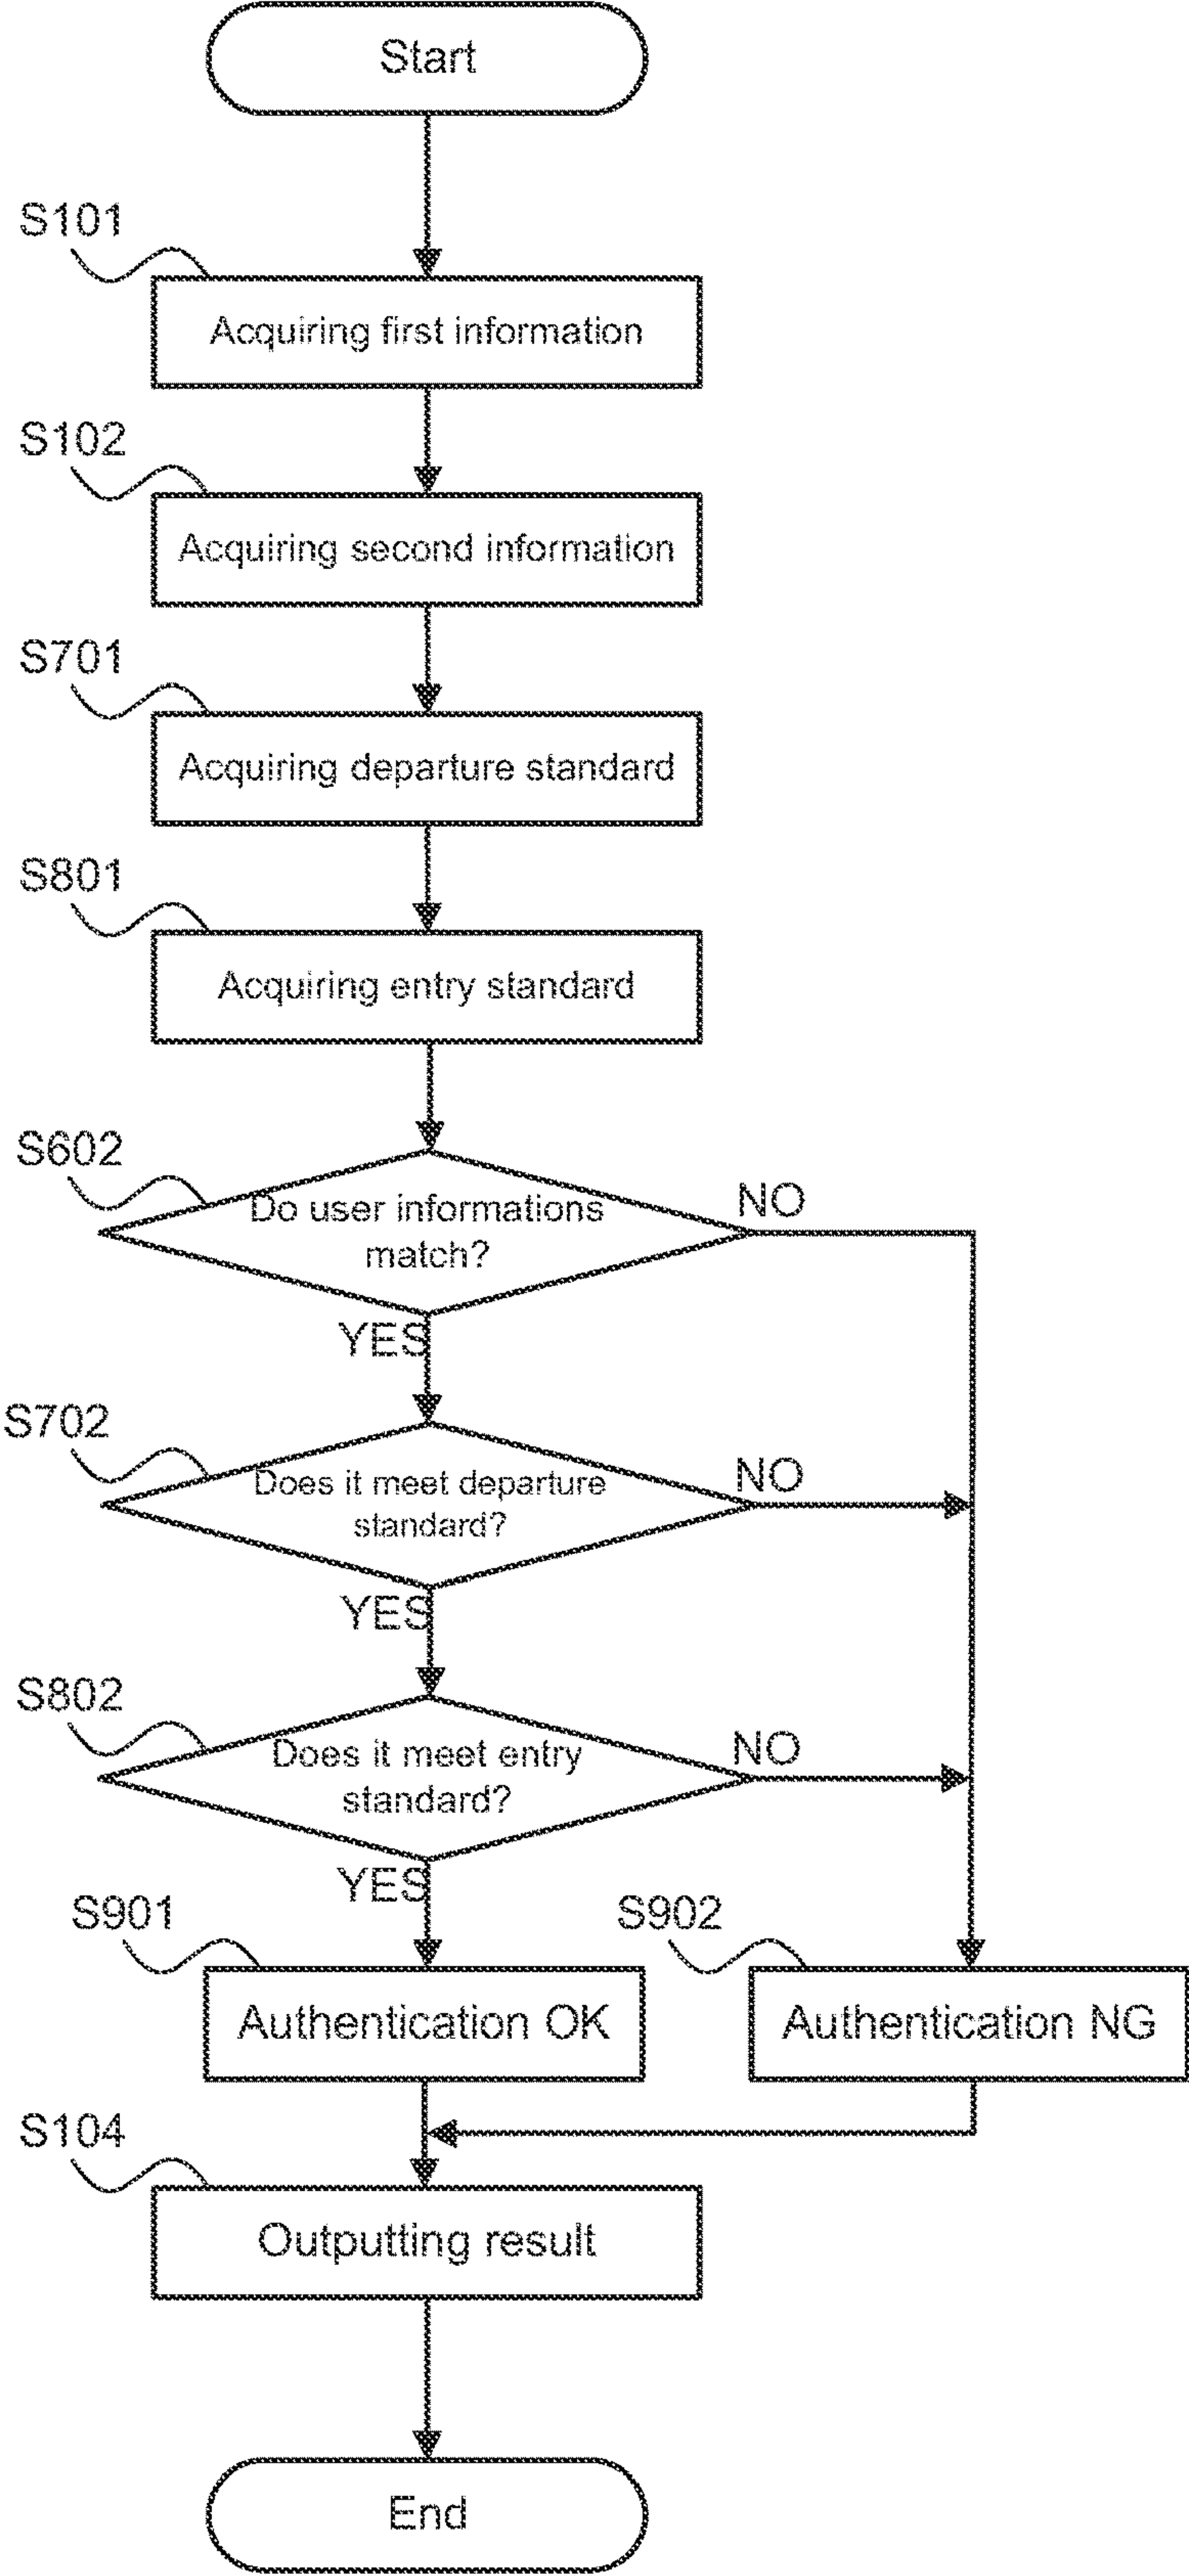 Start
S101
Acquiring first information
S102
Acquiring second information
S701
Acquiring departure standard
S801
Acquiring entry standard
S602
Do user informations
match?
NO
YES
S702
Does it meet departure
standard?
NO
YES
S802
Does it meet entry
standard?
NO
YES
S901
Authentication OK
S902
Authentication NG
S104
Outputting result
End